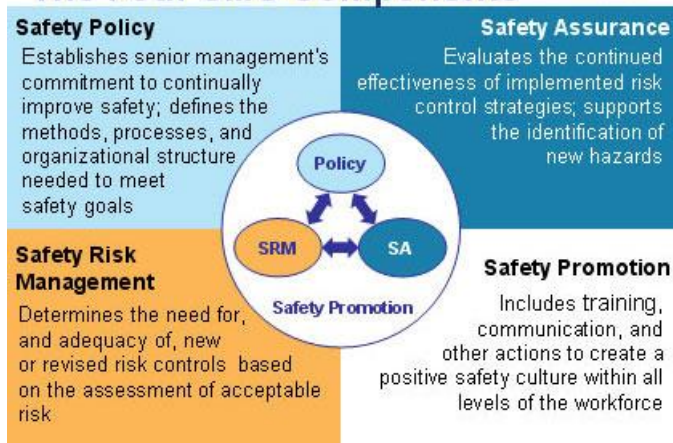 Safety Policy
Establishes senior management's
commitment to continually
improve safety; defines the
methods, processes, and
organizational structure
needed to meet
safety goals
Safety Assurance
Evaluates the continued
effectiveness of implemented risk
control strategies; supports
the identification of
new hazards
Policy
SRM
SA
Safety Promotion
Safety Risk
Management
Determines the need for,
and adequacy of, new
or revised risk controls based
on the assessment of acceptable
risk
Safety Promotion
Includes training,
communication, and
other actions to create a
positive safety culture within all
levels of the workforce